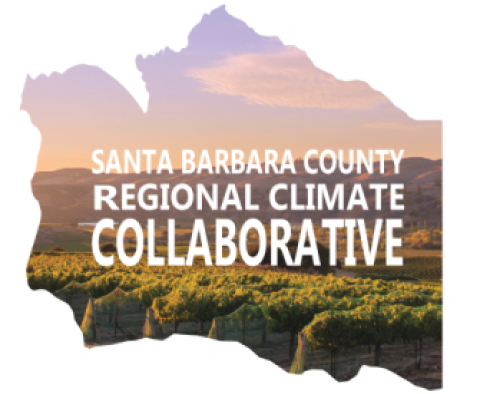 SANTA BARBARA COUNTY
REGIONAL CLIMATE
COLLABORATIVE